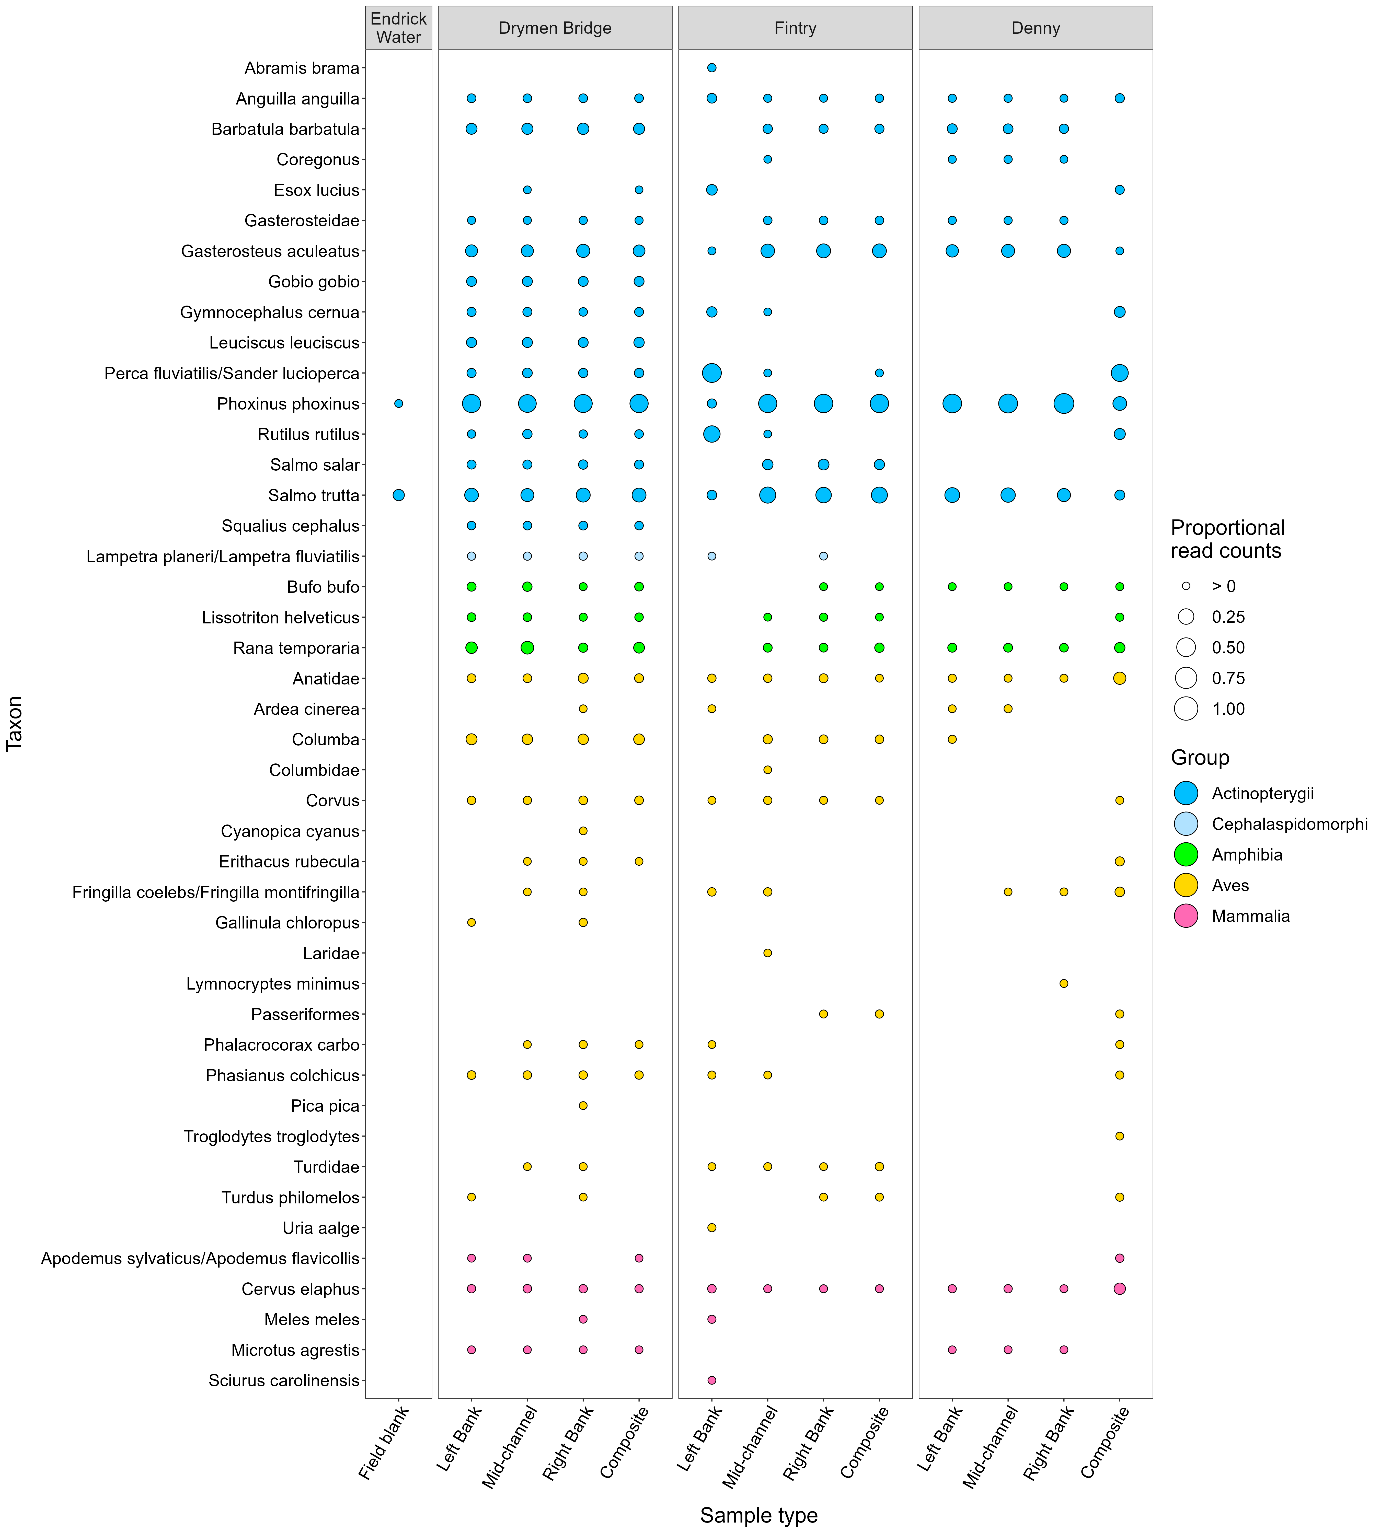 Endrick
Water
Drymen Bridge
Fintry
Denny
Abramis brama
Anguilla anguilla
Barbatula barbatula
Coregonus
Esox lucius
Gasterosteidae
Gasterosteus aculeatus
Gobio gobio
Gymnocephalus cernua
Leuciscus leuciscus
Perca fluviatilis/Sander lucioperca
Phoxinus phoxinus
Rutilus rutilus
Salmo salar
Salmo trutta
Squalius cephalus
Lampetra planeri/Lampetra fluviatilis
Bufo bufo
Lissotriton helveticus
Rana temporaria
Anatidae
Ardea cinerea
Columba
Columbidae
Corvus
Cyanopica cyanus
Erithacus rubecula
Fringilla coelebs/Fringilla montifringilla
Gallinula chloropus
Laridae
Lymnocryptes minimus
Passeriformes
Phalacrocorax carbo
Phasianus colchicus
Pica pica
Troglodytes troglodytes
Turdidae
Turdus philomelos
Uria aalge
Apodemus sylvaticus/Apodemus flavicollis
Cervus elaphus
Meles meles
Microtus agrestis
Sciurus carolinensis
Taxon
Field blank
Left Bank
Mid-channel
Right Bank
Composite
Left Bank
Mid-channel
Right Bank
Composite
Left Bank
Mid-channel
Right Bank
Composite
Sample type
Proportional
read counts
> 0
0.25
0.50
0.75
1.00
Group
Actinopterygii
Cephalaspidomorphi
Amphibia
Aves
Mammalia